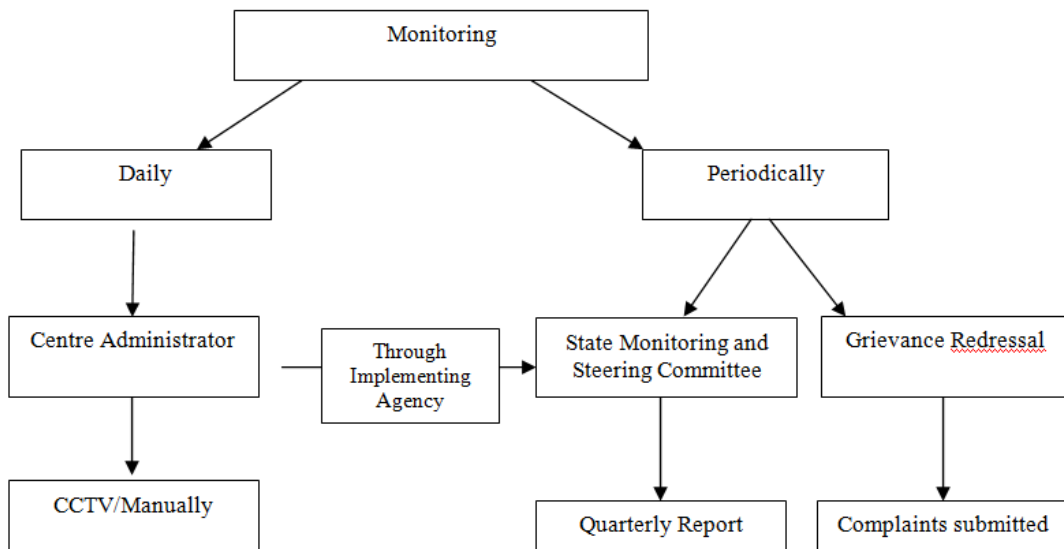 Monitoring
Daily
Periodically
Centre Administrator
Through
Implementing
Agency
State Monitoring and
Steering Committee
Grievance Redressal
CCTV/Manually
Quarterly Report
Complaints submitted